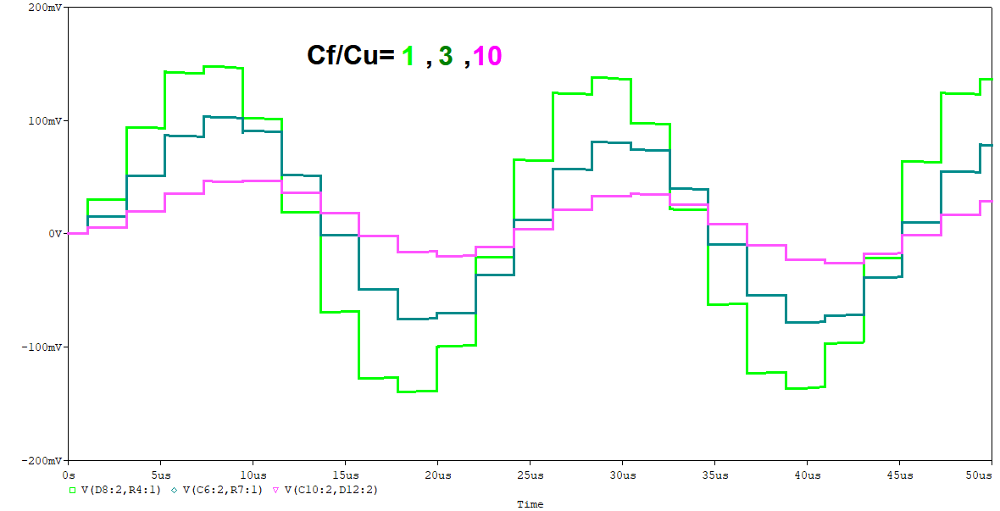 200mV
Cf/Cu= 1 , 3 ,10
100mV
0V
-100mV
-200mV
0s 5us 10us 15us 20us 25us 30us 35us 40us 45us 50us
V(D8:2,R4:1) V(C6:2,R7:1) V(C10:2,D12:2)
Time